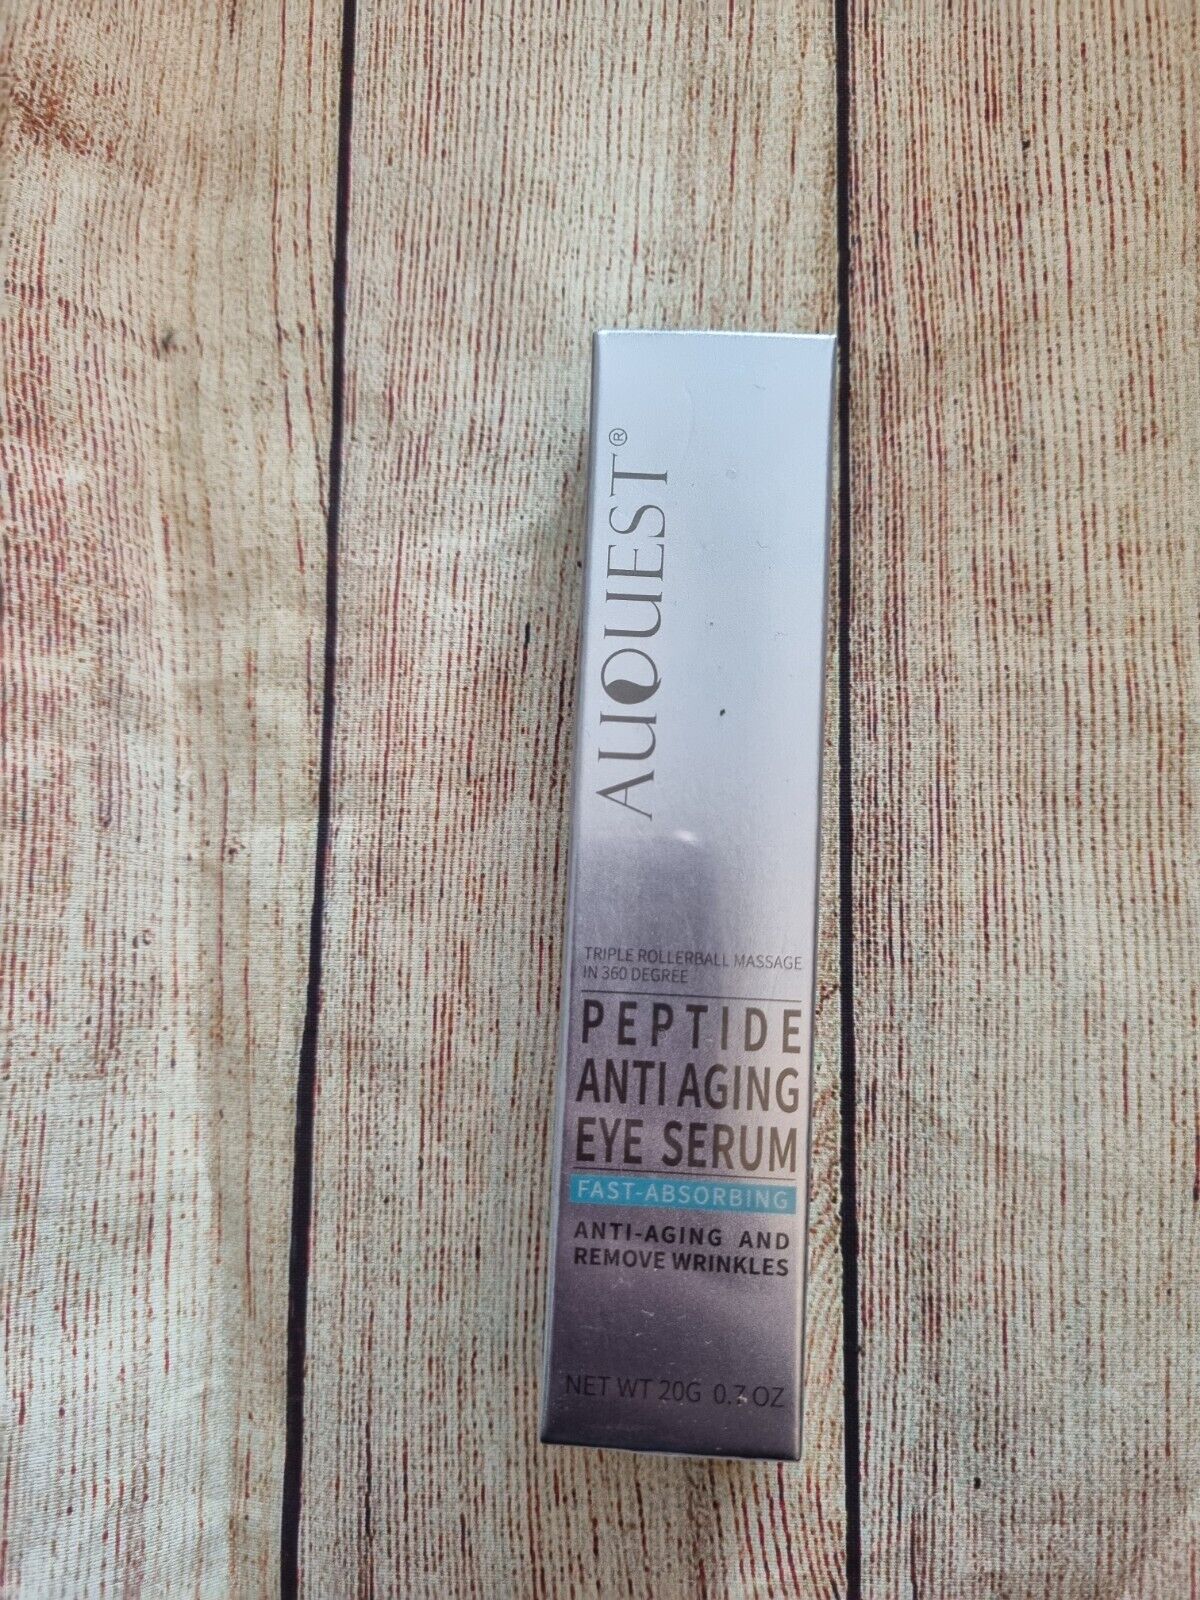 AUQUEST®
TRIPLE ROLLERBALL MASSAGE
IN 360 DEGREE
PEPTIDE
ANTI AGING
EYE SERUM
FAST-ABSORBING
ANTI-AGING AND
REMOVE WRINKLES
NET WT 20G 0.7 OZ